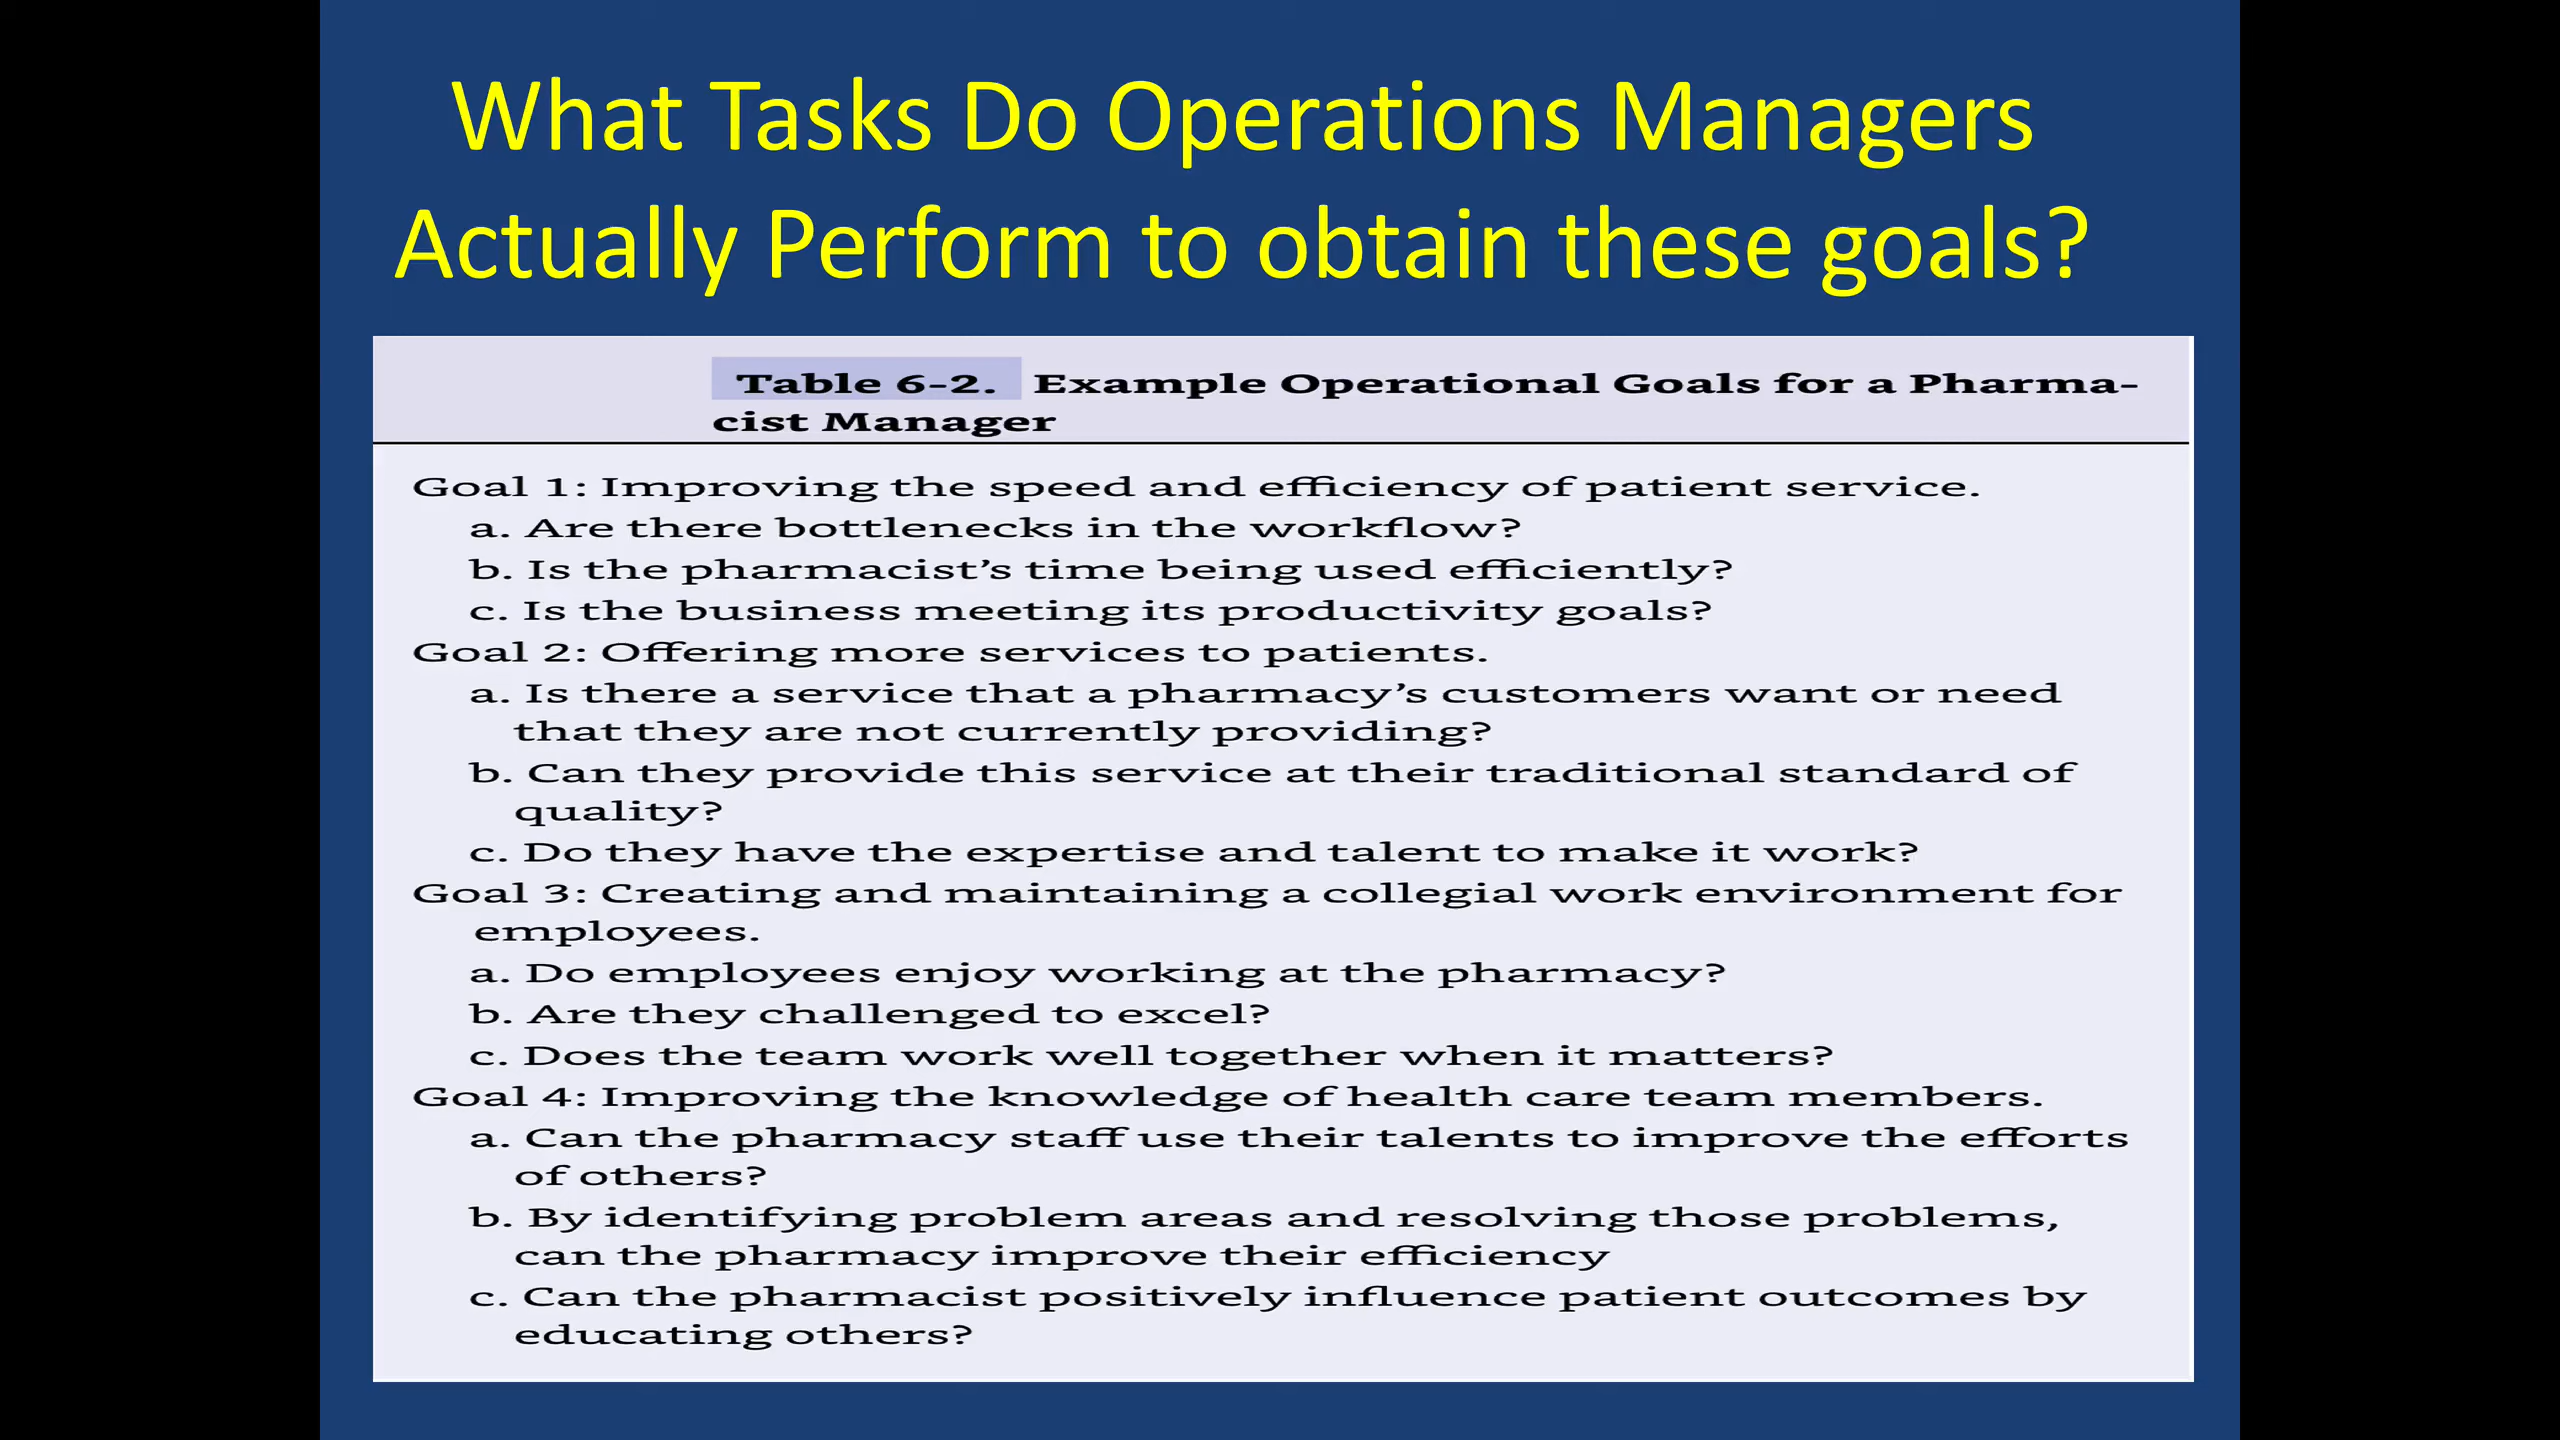 What Tasks Do Operations Managers
Actually Perform to obtain these goals?
Table 6-2. Example Operational Goals for a Pharma-
cist Manager
Goal 1: Improving the speed and efficiency of patient service.
a. Are there bottlenecks in the workflow?
b. Is the pharmacist’s time being used efficiently?
c. Is the business meeting its productivity goals?
Goal 2: Offering more services to patients.
a. Is there a service that a pharmacy’s customers want or need
that they are not currently providing?
b. Can they provide this service at their traditional standard of
quality?
c. Do they have the expertise and talent to make it work?
Goal 3: Creating and maintaining a collegial work environment for
employees.
a. Do employees enjoy working at the pharmacy?
b. Are they challenged to excel?
c. Does the team work well together when it matters?
Goal 4: Improving the knowledge of health care team members.
a. Can the pharmacy staff use their talents to improve the efforts
of others?
b. By identifying problem areas and resolving those problems,
can the pharmacy improve their efficiency
c. Can the pharmacist positively influence patient outcomes by
educating others?